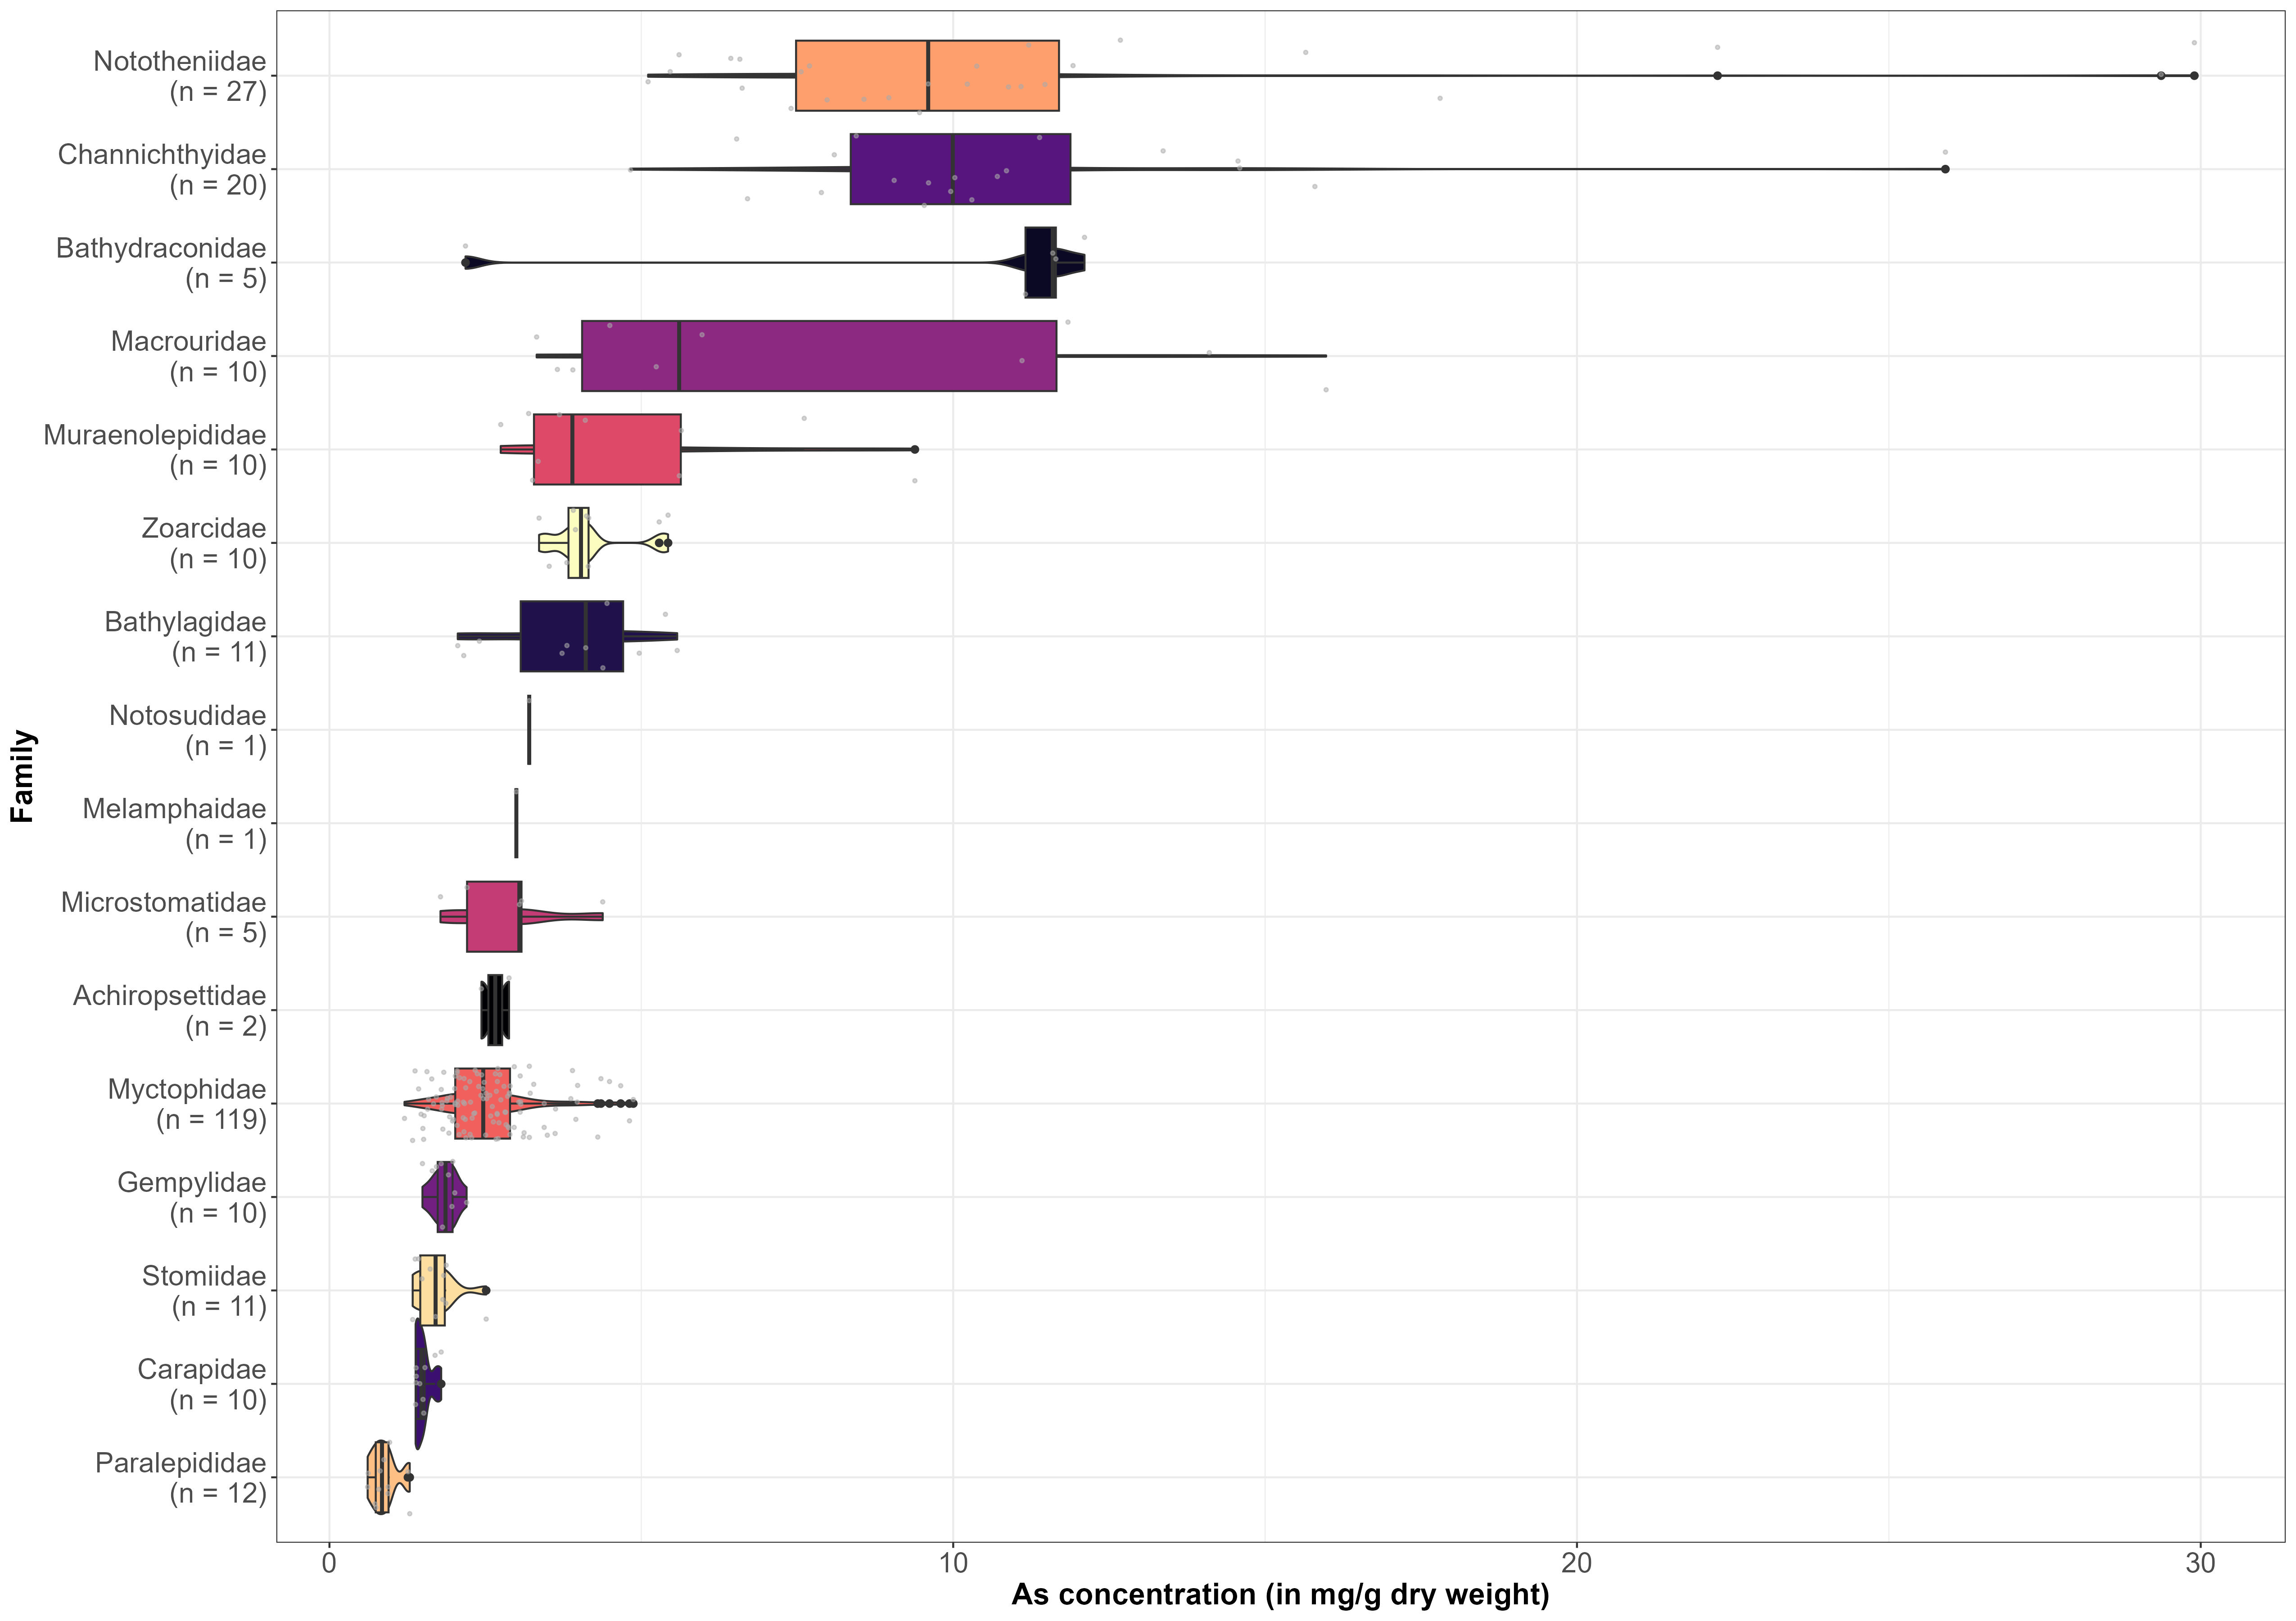 Nototheniidae
(n = 27)
Channichthyidae
(n = 20)
Bathydraconidae
(n = 5)
Macrouridae
(n = 10)
Muraenolepididae
(n = 10)
Zoarcidae
(n = 10)
Bathylagidae
(n = 11)
Notosudidae
(n = 1)
Melamphaidae
(n = 1)
Microstomatidae
(n = 5)
Achiropsettidae
(n = 2)
Myctophidae
(n = 119)
Gempylidae
(n = 10)
Stomiidae
(n = 11)
Carapidae
(n = 10)
Paralepididae
(n = 12)
Family
0 10 20 30
As concentration (in mg/g dry weight)